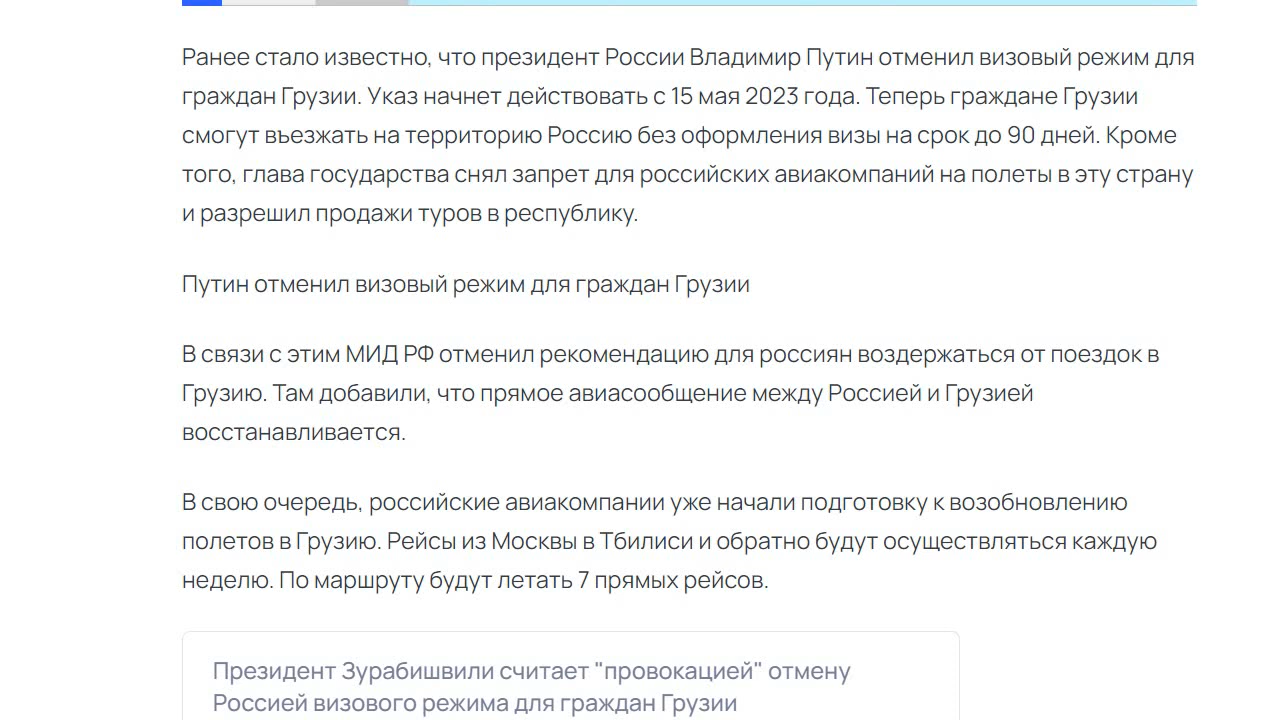 Ранее стало известно, что президент России Владимир Путин отменил визовый режим для
граждан Грузии. Указ начнет действовать с 15 мая 2023 года. Теперь граждане Грузии
смогут въезжать на территорию Россию без оформления визы на срок до 90 дней. Кроме
того, глава государства снял запрет для российских авиакомпаний на полеты в эту страну
и разрешил продажи туров в республику.
Путин отменил визовый режим для граждан Грузии
В связи с этим МИД РФ отменил рекомендацию для россиян воздержаться от поездок в
Грузию. Там добавили, что прямое авиасообщение между Россией и Грузией
восстанавливается.
В свою очередь, российские авиакомпании уже начали подготовку к возобновлению
полетов в Грузию. Рейсы из Москвы в Тбилиси и обратно будут осуществляться каждую
неделю. По маршруту будут летать 7 прямых рейсов.
Президент Зурабишвили считает "провокацией" отмену
Россией визового режима для граждан Грузии